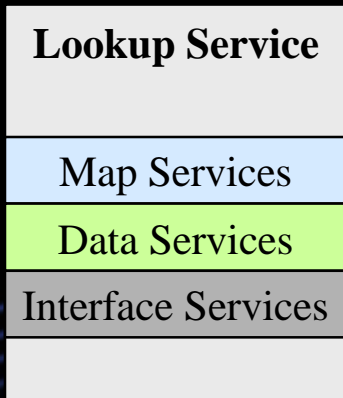 Lookup Service
Map Services
Data Services
Interface Services